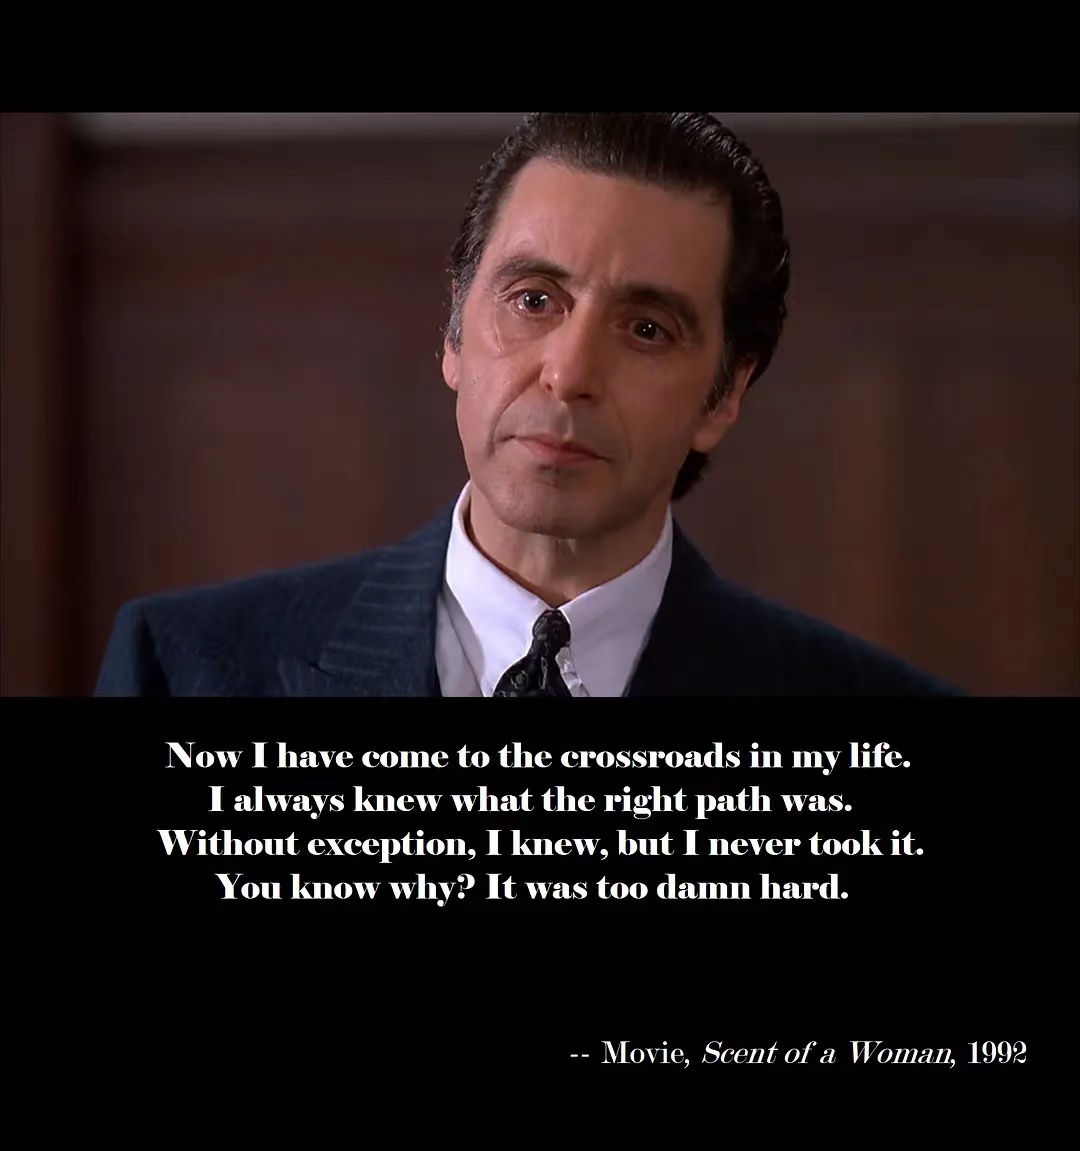 Now I have come to the crossroads in my life.
I always knew what the right path was.
Without exception, I knew, but I never took it.
You know why? It was too damn hard.
-- Movie, Scent of a Woman, 1992